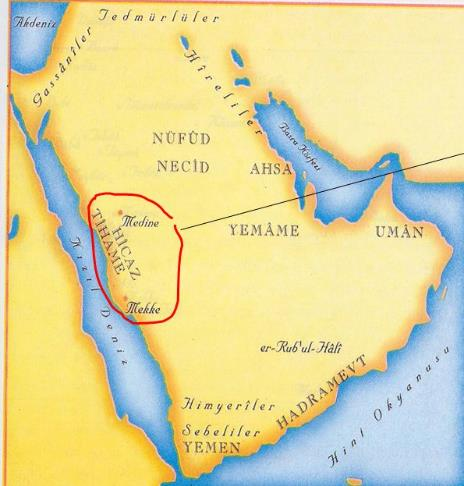 Akdeniz
Tedmürlüler
Gassânîler
Hîreliler
Basra Körfezi
NÜFÛD
NECİD
AHSA
Medine
HİCAZ
TİHAME
YEMÂME
UMÂN
Kızıl Deniz
Mekke
er-Rub'ul-Hâlî
HADRAMEVT
Himyerîler
Sebelîler
YEMEN
Hint Okyanusu